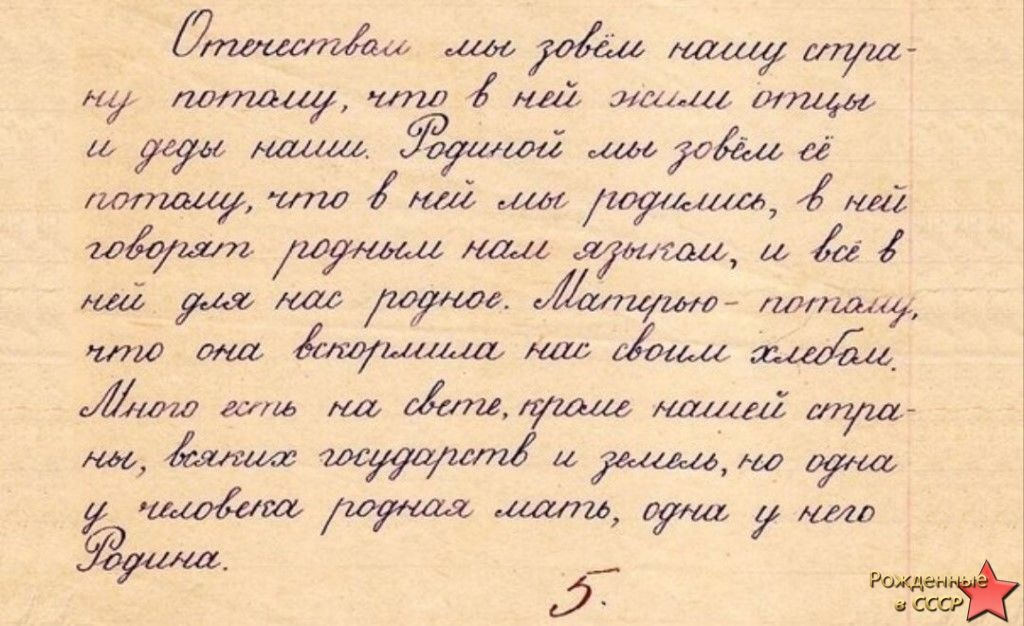 Отечеством мы зовём нашу стра-
ну потому, что в ней жили отцы
и деды наши. Родиной мы зовём её
потому, что в ней мы родились, в ней
говорят родным нам языком, и всё в
ней для нас родное. Матерью- потому,
что она вскормила нас своим хлебом.
Много есть на свете, кроме нашей стра-
ны, всяких государств и земель, но одна
у человека родная мать, одна у него
Родина.
5.
Рожденные
в СССР